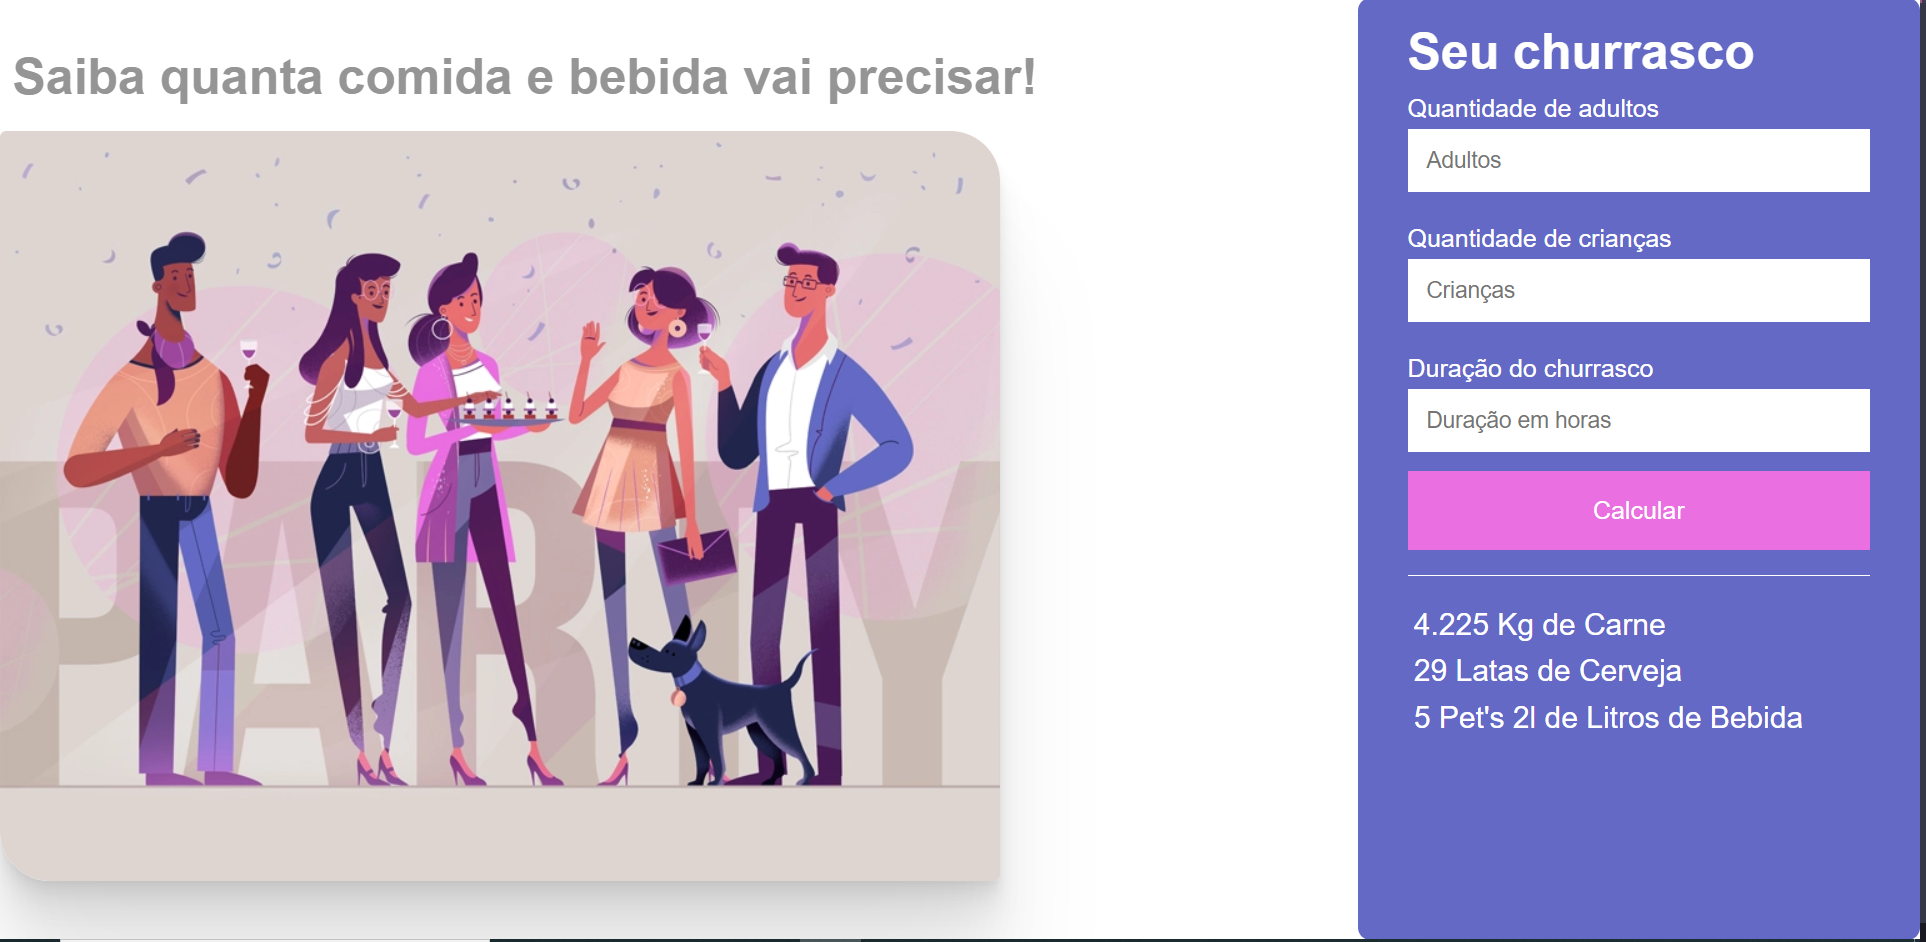 Saiba quanta comida e bebida vai precisar!
PARTY
Seu churrasco
Quantidade de adultos
Adultos
Quantidade de crianças
Crianças
Duração do churrasco
Duração em horas
Calcular
4.225 Kg de Carne
29 Latas de Cerveja
5 Pet's 2l de Litros de Bebida